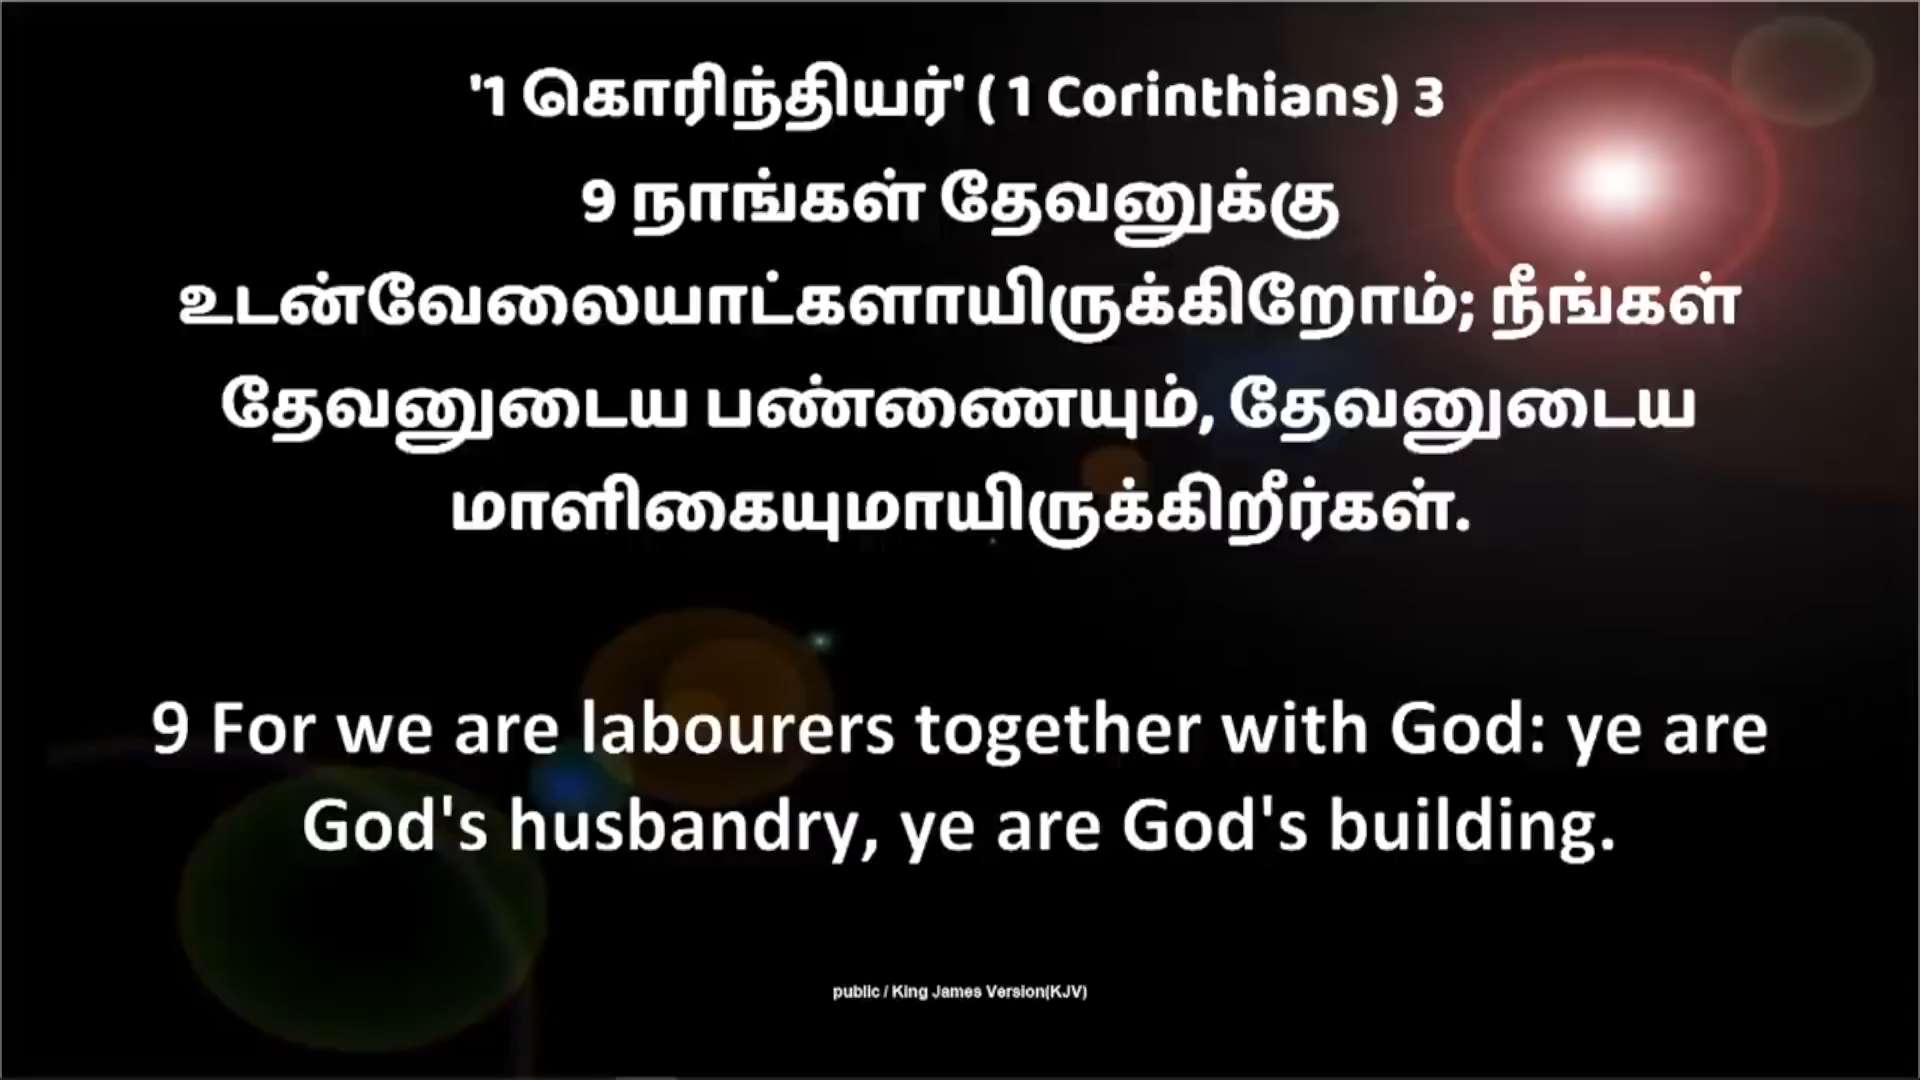 '1 கொரிந்தியர்' ( 1 Corinthians) 3
9 நாங்கள் தேவனுக்கு
உடன்வேலையாட்களாயிருக்கிறோம்; நீங்கள்
தேவனுடைய பண்ணையும், தேவனுடைய
மாளிகையுமாயிருக்கிறீர்கள்.
9 For we are labourers together with God: ye are
God's husbandry, ye are God's building.
public / King James Version(KJV)